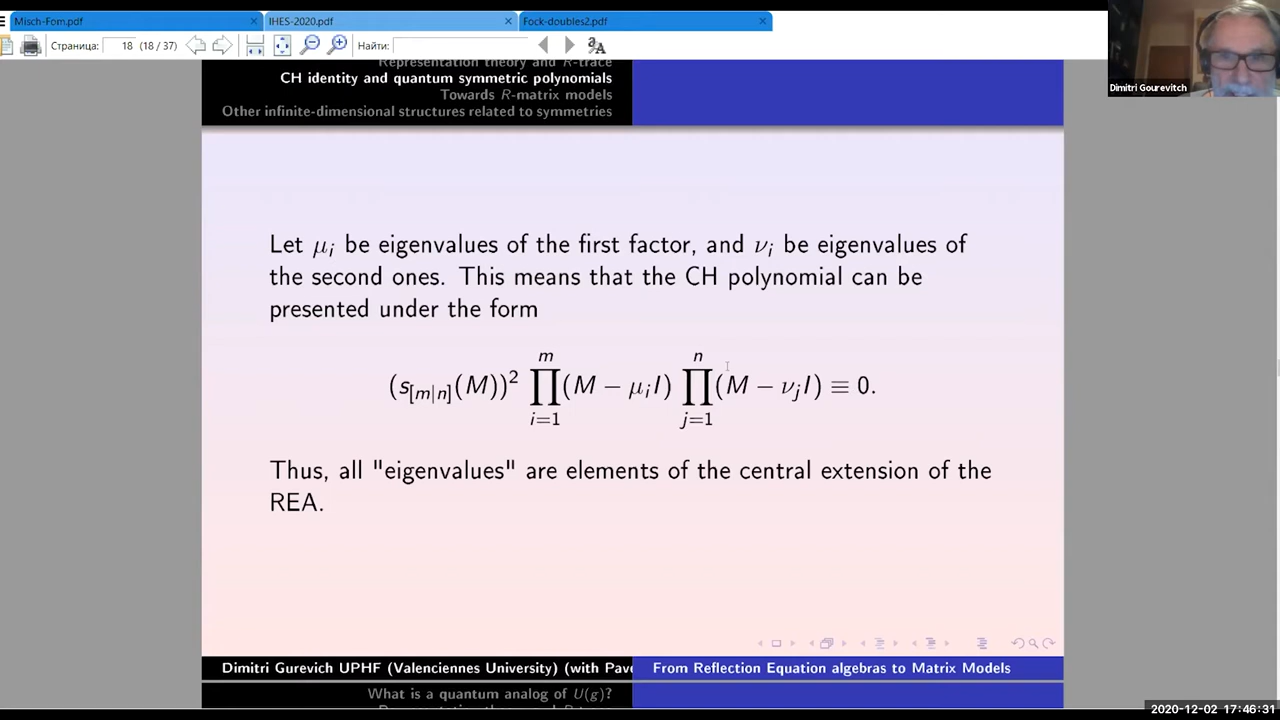 Misch-Fom.pdf
IHES-2020.pdf
Fock-doubles2.pdf
Страница: 18 (18 / 37)
Найти:
Dimitri Gourevitch
Representation theory and R-trace
CH identity and quantum symmetric polynomials
Towards R-matrix models
Other infinite-dimensional structures related to symmetries
Let μ_i be eigenvalues of the first factor, and ν_i be eigenvalues of
the second ones. This means that the CH polynomial can be
presented under the form
(s_{[m|n]}(M))^2 ∏_{i=1}^{m} (M − μ_i I) ∏_{j=1}^{n} (M − ν_j I) ≡ 0.
Thus, all "eigenvalues" are elements of the central extension of the
REA.
Dimitri Gurevich UPHF (Valenciennes University) (with Pave
From Reflection Equation algebras to Matrix Models
What is a quantum analog of U(g)?
2020-12-02 17:46:31